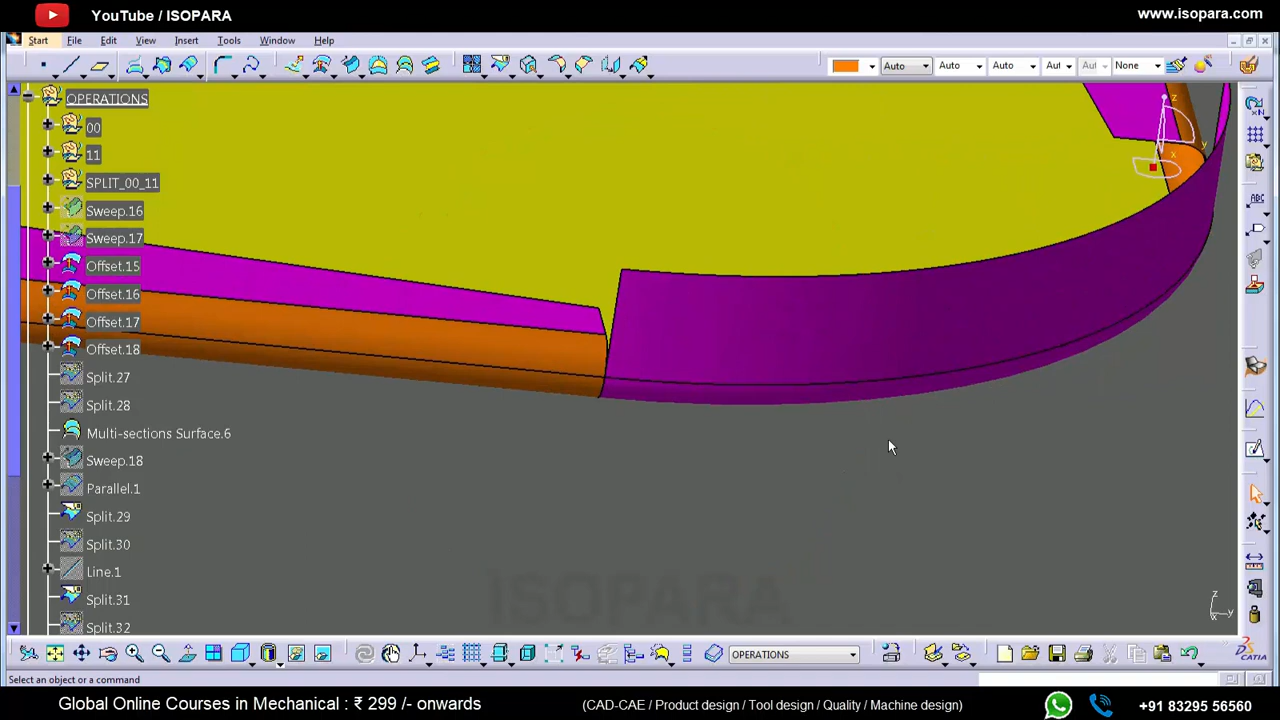 YouTube / ISOPARA
www.isopara.com
Start File Edit View Insert Tools Window Help
Auto Auto Auto Aut Aut None
OPERATIONS
00
11
SPLIT_00_11
Sweep.16
Sweep.17
Offset.15
Offset.16
Offset.17
Offset.18
Split.27
Split.28
Multi-sections Surface.6
Sweep.18
Parallel.1
Split.29
Split.30
Line.1
Split.31
Split.32
z
y
x
ISOPARA
z
y
x
OPERATIONS
CATIA
Select an object or a command
Global Online Courses in Mechanical : ₹ 299 /- onwards
(CAD-CAE / Product design / Tool design / Quality / Machine design)
+91 83295 56560